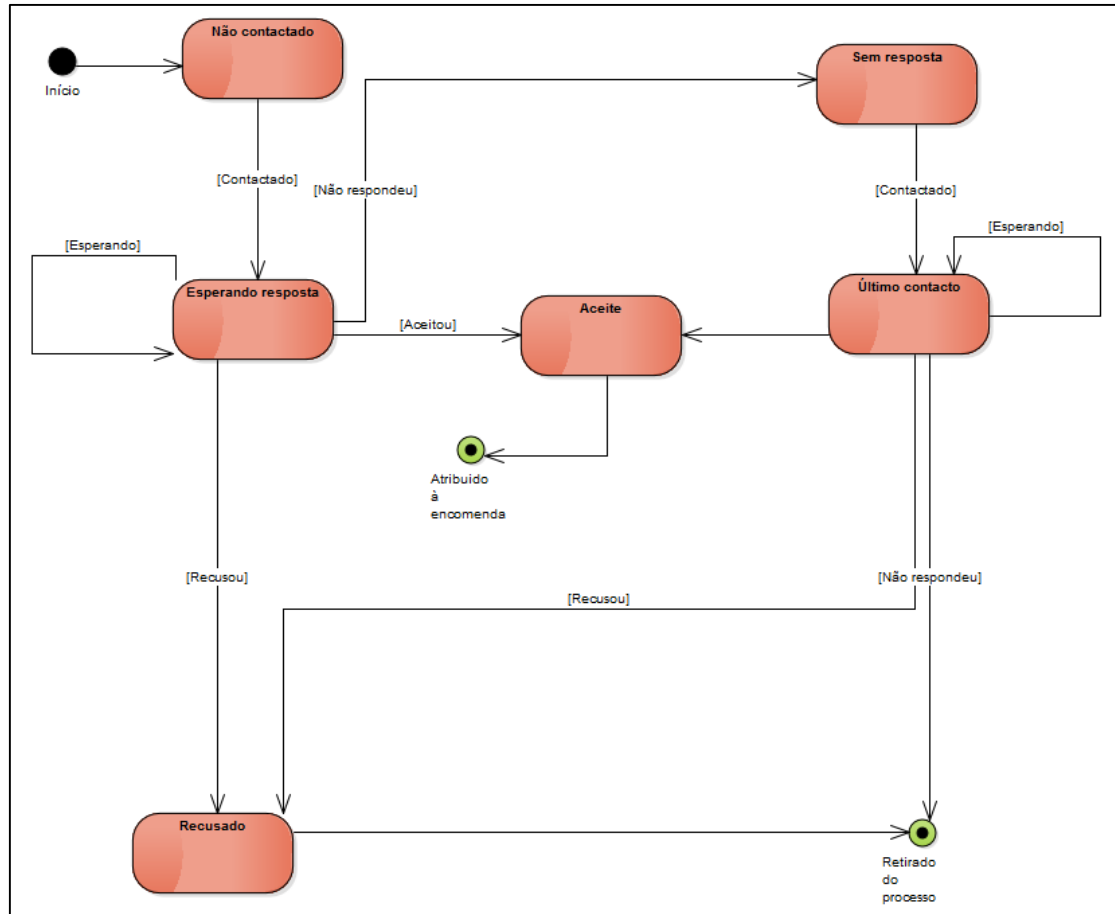 Não contactado
Sem resposta
Início
[Contactado]
[Não respondeu]
[Contactado]
[Esperando]
[Esperando]
Esperando resposta
Último contacto
Aceite
[Aceitou]
Atribuido
à
encomenda
[Recusou]
[Não respondeu]
[Recusou]
Recusado
Retirado
do
processo